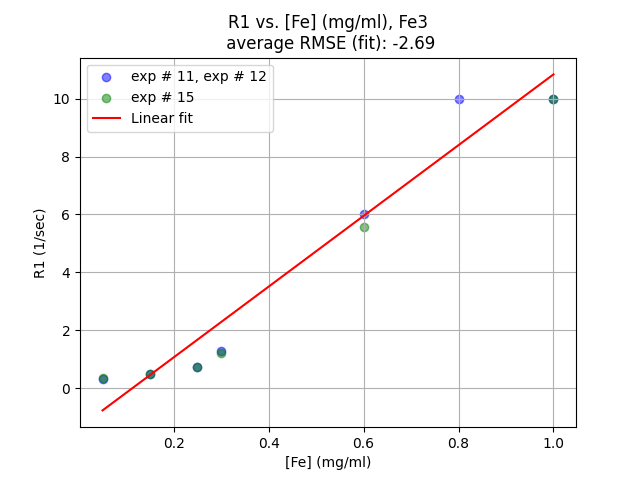 R1 vs. [Fe] (mg/ml), Fe3
average RMSE (fit): -2.69
exp # 11, exp # 12
exp # 15
Linear fit
R1 (1/sec)
10
8
6
4
2
0
0.2 0.4 0.6 0.8 1.0
[Fe] (mg/ml)